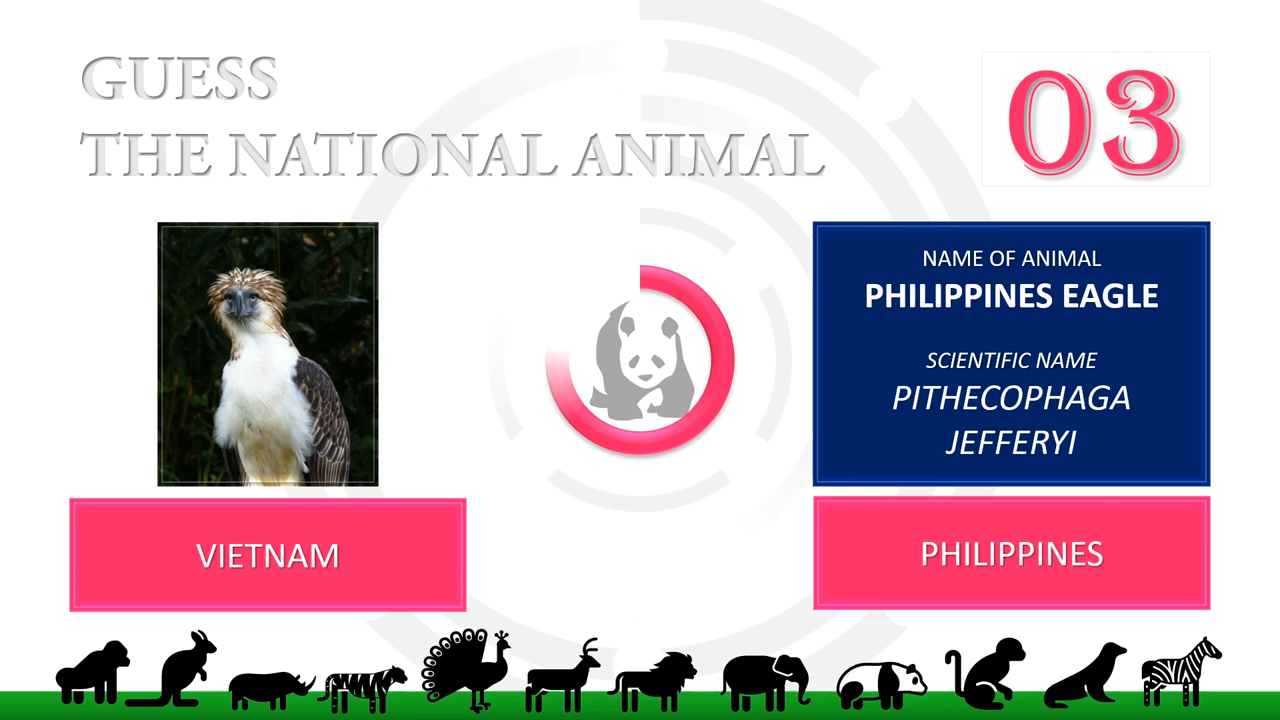 GUESS
THE NATIONAL ANIMAL
03
NAME OF ANIMAL
PHILIPPINES EAGLE
SCIENTIFIC NAME
PITHECOPHAGA
JEFFERYI
VIETNAM
PHILIPPINES